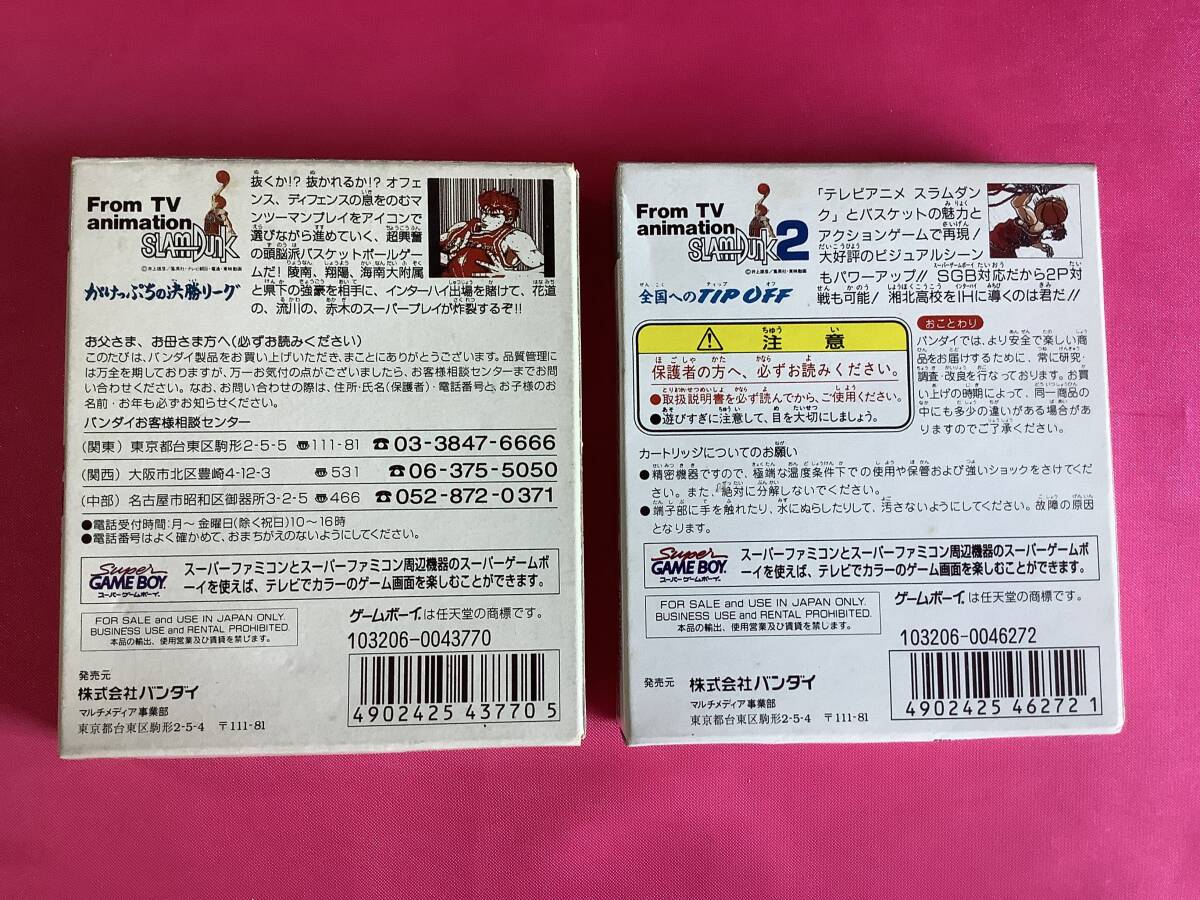 From TV
animation
SLAM DUNK
©井上雄彦／集英社・テレビ朝日・電通・東映動画
がけっぷちの決勝リーグ
抜くか!? 抜かれるか!? オフェ
ンス、ディフェンスの息をのむマ
ンツーマンプレイをアイコンで
選びながら進めていく、超興奮
の頭脳派バスケットボールゲー
ムだ! 陵南、翔陽、海南大附属
と県下の強豪を相手に、インターハイ出場を賭けて、花道
の、流川の、赤木のスーパープレイが炸裂するぞ!!
お父さま、お母さま方へ(必ずお読みください)
このたびは、バンダイ製品をお買い上げいただき、まことにありがとうございます。品質管理に
は万全を期しておりますが、万一お気付の点がございましたら、お客様相談センターまでお問
い合わせください。なお、お問い合わせの際は、住所・氏名(保護者)・電話番号と、お子様のお
名前・お年も必ずお知らせください。
バンダイお客様相談センター
(関東) 東京都台東区駒形2-5-5 〠111-81 ☎03-3847-6666
(関西) 大阪市北区豊崎4-12-3 〠531 ☎06-375-5050
(中部) 名古屋市昭和区御器所3-2-5 〠466 ☎052-872-0371
●電話受付時間:月〜金曜日(除く祝日)10〜16時
●電話番号はよく確かめて、おまちがえのないようにしてください。
Super
GAME BOY
スーパーゲームボーイ
スーパーファミコンとスーパーファミコン周辺機器のスーパーゲームボ
ーイを使えば、テレビでカラーのゲーム画面を楽しむことができます。
FOR SALE and USE IN JAPAN ONLY.
BUSINESS USE and RENTAL PROHIBITED.
本品の輸出、使用営業及び賃貸を禁じます。
ゲームボーイは任天堂の商標です。
103206-0043770
4902425437705
発売元
株式会社バンダイ
マルチメディア事業部
東京都台東区駒形2-5-4 〒111-81
From TV
animation
SLAM DUNK 2
©井上雄彦／集英社・東映動画
全国へのTIP OFF
「テレビアニメ スラムダン
ク」とバスケットの魅力と
アクションゲームで再現!
大好評のビジュアルシーン
もパワーアップ!! SGB対応だから2P対
戦も可能! 湘北高校をIHに導くのは君だ!!
注意
保護者の方へ、必ずお読みください。
●取扱説明書を必ず読んでから、ご使用ください。
●遊びすぎに注意して、目を大切にしましょう。
おことわり
バンダイでは、より安全で楽しい商
品をお届けするために、常に研究・
調査・改良を行なっております。お買
い上げの時期によって、同一商品の
中にも多少の違いがある場合があ
りますのでご了承ください。
カートリッジについてのお願い
●精密機器ですので、極端な温度条件下での使用や保管および強いショックをさけてくだ
さい。また、絶対に分解しないでください。
●端子部に手を触れたり、水にぬらしたりして、汚さないようにしてください。故障の原因
となります。
Super
GAME BOY
スーパーゲームボーイ
スーパーファミコンとスーパーファミコン周辺機器のスーパーゲームボ
ーイを使えば、テレビでカラーのゲーム画面を楽しむことができます。
FOR SALE and USE IN JAPAN ONLY.
BUSINESS USE and RENTAL PROHIBITED.
本品の輸出、使用営業及び賃貸を禁じます。
ゲームボーイは任天堂の商標です。
103206-0046272
4902425462721
発売元
株式会社バンダイ
マルチメディア事業部
東京都台東区駒形2-5-4 〒111-81